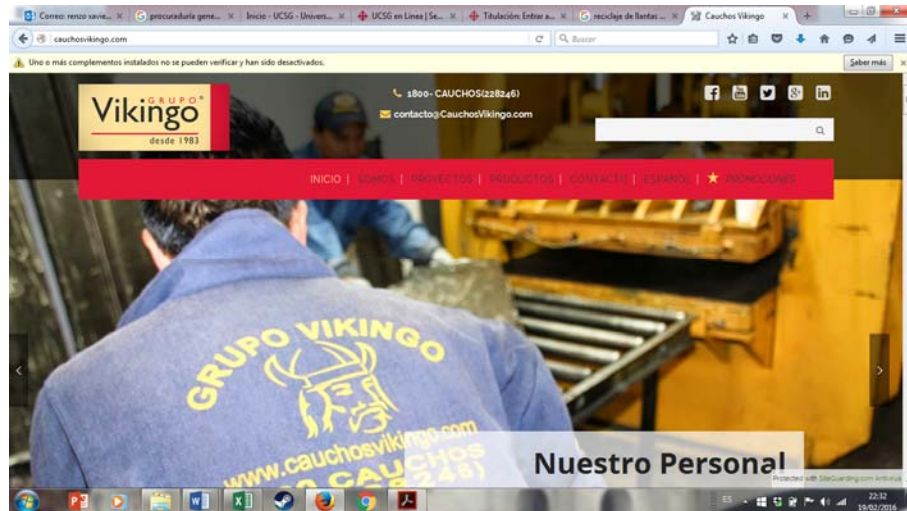 Correo: renzo xavie...
procuraduria gene...
Inicio - UCSG - Univers...
UCSG en Linea | Se...
Titulación: Entrar a...
reciclaje de llantas ...
Cauchos Vikingo
cauchosvikingo.com
Buscar
Uno o más complementos instalados no se pueden verificar y han sido desactivados.
Saber más
GRUPO
Vikingo
desde 1983
1800- CAUCHOS(228246)
contacto@CauchosVikingo.com
INICIO | SOMOS | PROYECTOS | PRODUCTOS | CONTACTO | ESPAÑOL | PROMOCIONES
GRUPO VIKINGO
www.cauchosvikingo.com
CAUCHOS
8246)
Nuestro Personal
Protected with SiteGuarding.com Antivirus
ES
22:32
19/02/2016